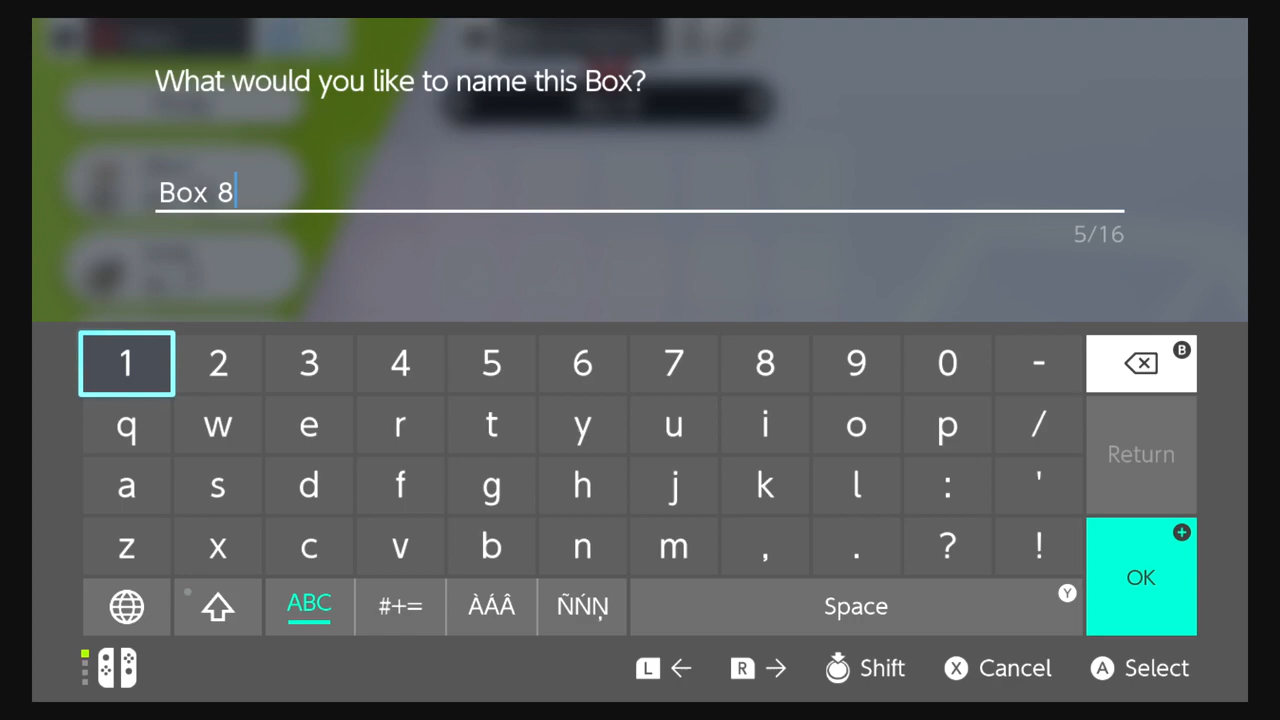 What would you like to name this Box?
Box 8
5/16
1 2 3 4 5 6 7 8 9 0 - B
q w e r t y u i o p /
Return
a s d f g h j k l : '
z x c v b n m , . ? ! +
OK
ABC #+= ÀÁÂ ÑŃŅ Space Y
L ← R → Shift X Cancel A Select